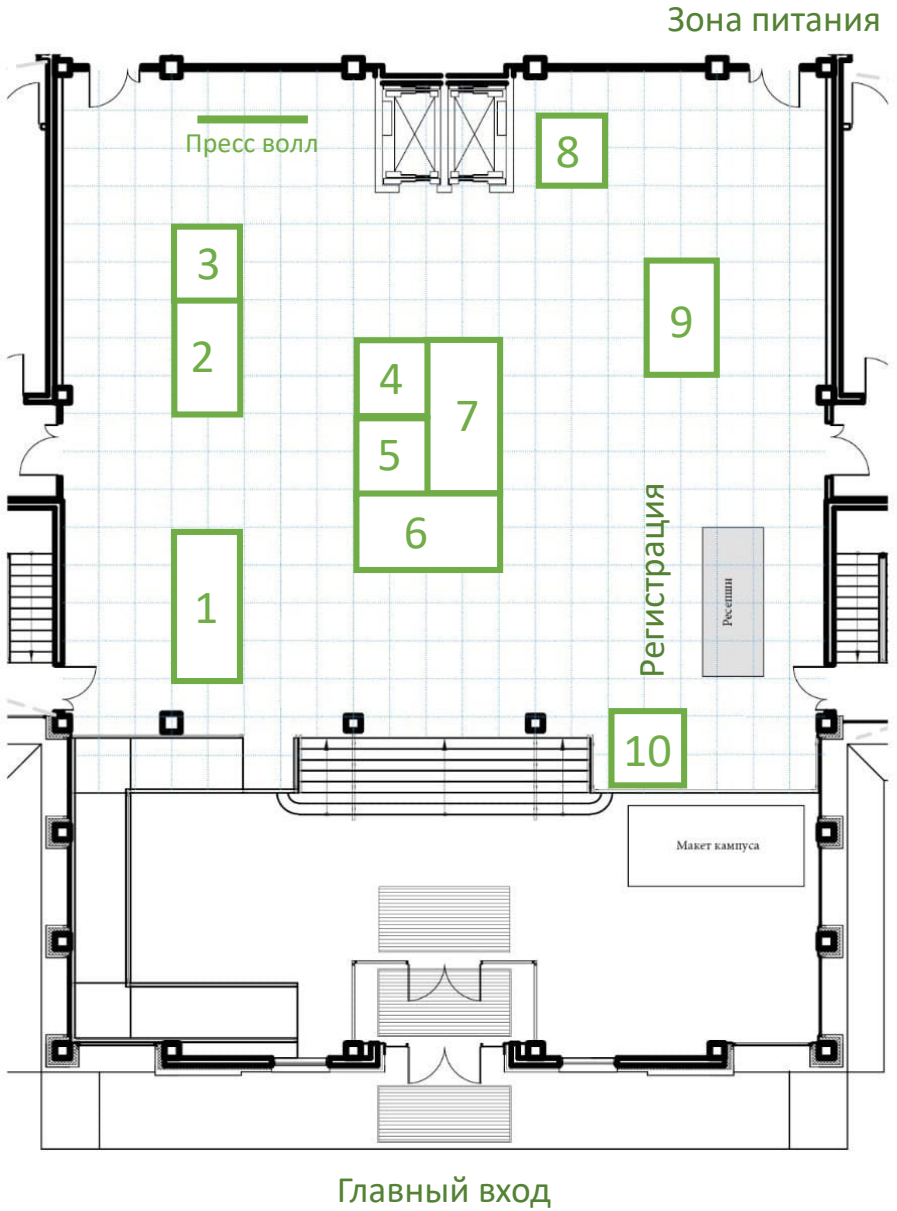 Зона питания
Пресс волл
8
3
9
2
4
7
5
6
Регистрация
1
Ресепшн
10
Макет кампуса
Главный вход